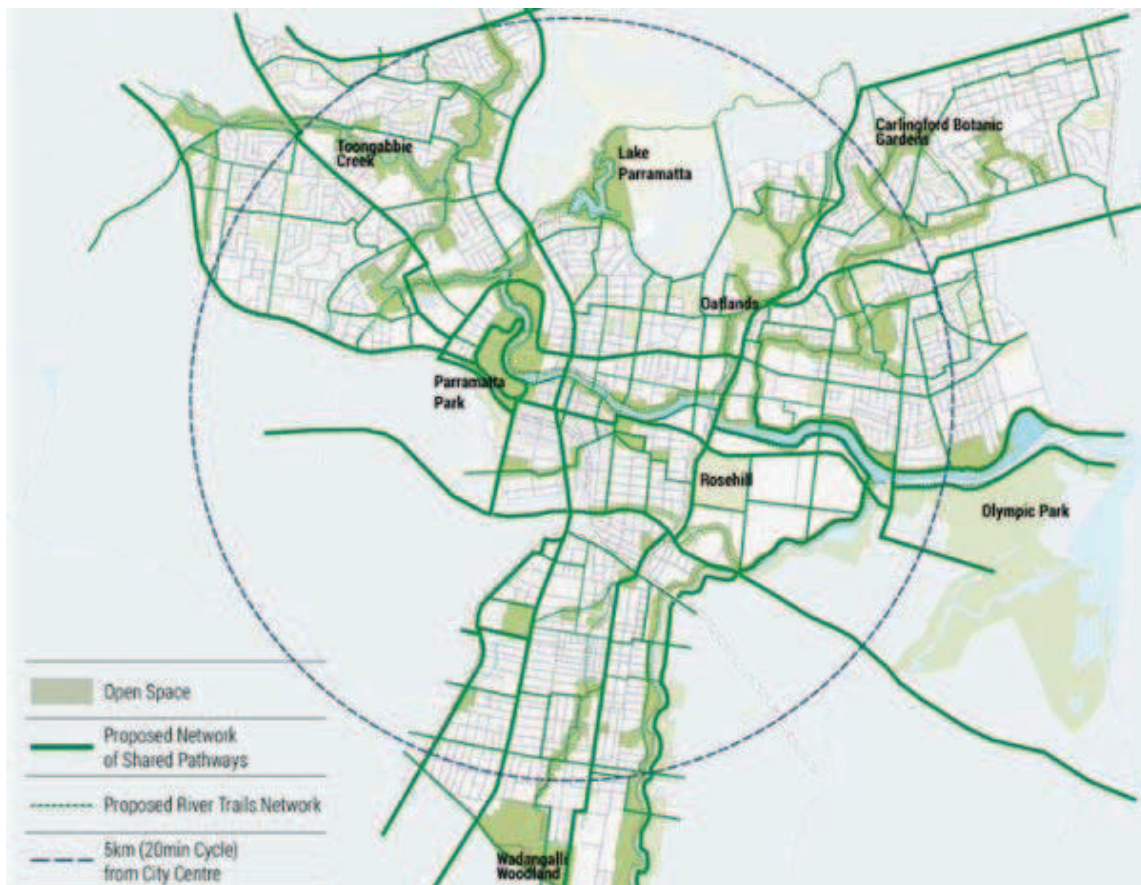 Toongabbie
Creek
Lake
Parramatta
Carlingford Botanic
Gardens
Oatlands
Parramatta
Park
Rosehill
Olympic Park
Wadangalli
Woodland
Open Space
Proposed Network
of Shared Pathways
Proposed River Trails Network
5km (20min Cycle)
from City Centre